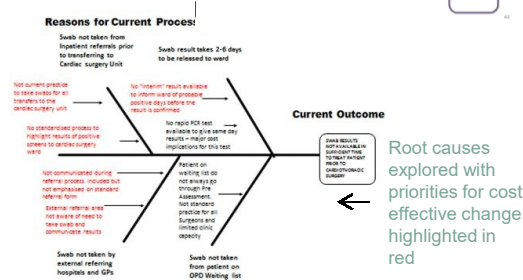 Reasons for Current Process
Swab not taken from
Inpatient referrals prior
to transferring to
Cardiac surgery Unit
Swab result takes 2-6 days
to be released to ward
Not current practice
to take swabs for all
transfers to the
cardiac surgery unit
No "interim" result available
to inform ward of probable
positive days before the
result is confirmed
No standardised process to
highlight results of positive
screens to cardiac surgery
ward
No rapid PCR test
available to give same day
results – major cost
implications for this test
Current Outcome
SWAB RESULTS
NOT AVAILABLE IN
SUFFICIENT TIME
TO TREAT PATIENT
PRIOR TO
CARDIOTHORACIC
SURGERY
Not communicated during
referral process, included but
not emphasised on standard
referral form
External referral area
not aware of need to
take swab and
communicate results
Patient on
waiting list do
not always go
through Pre
Assessment.
Not standard
practice for all
Surgeons and
limited clinic
capacity
Swab not taken by
external referring
hospitals and GPs
Swab not taken
from patient on
OPD Waiting list
Root causes
explored with
priorities for cost
effective change
highlighted in
red